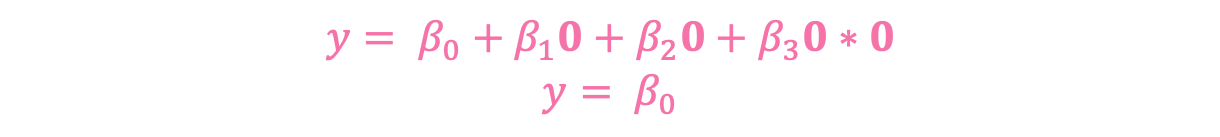 y = β₀ + β₁0 + β₂0 + β₃0 * 0
y = β₀